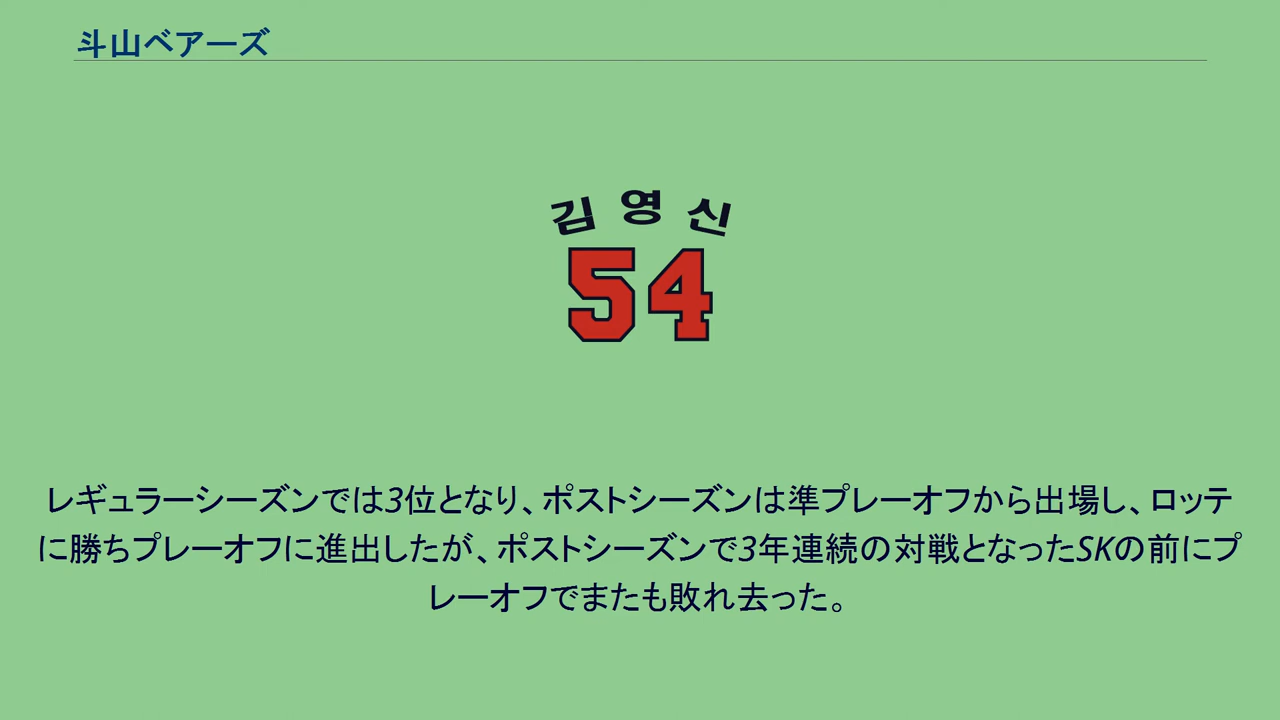 斗山ベアーズ
김영신
54
レギュラーシーズンでは3位となり、ポストシーズンは準プレーオフから出場し、ロッテ
に勝ちプレーオフに進出したが、ポストシーズンで3年連続の対戦となったSKの前にプ
レーオフでまたも敗れ去った。